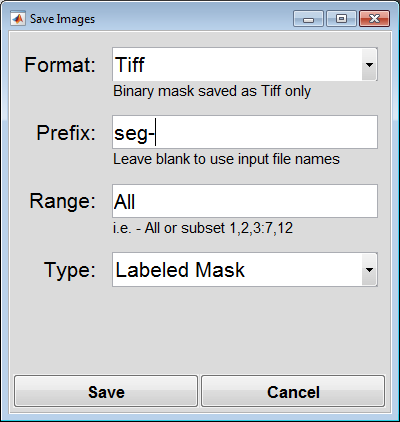 Save Images
Format: Tiff
Binary mask saved as Tiff only
Prefix: seg-
Leave blank to use input file names
Range: All
i.e. - All or subset 1,2,3:7,12
Type: Labeled Mask
Save Cancel